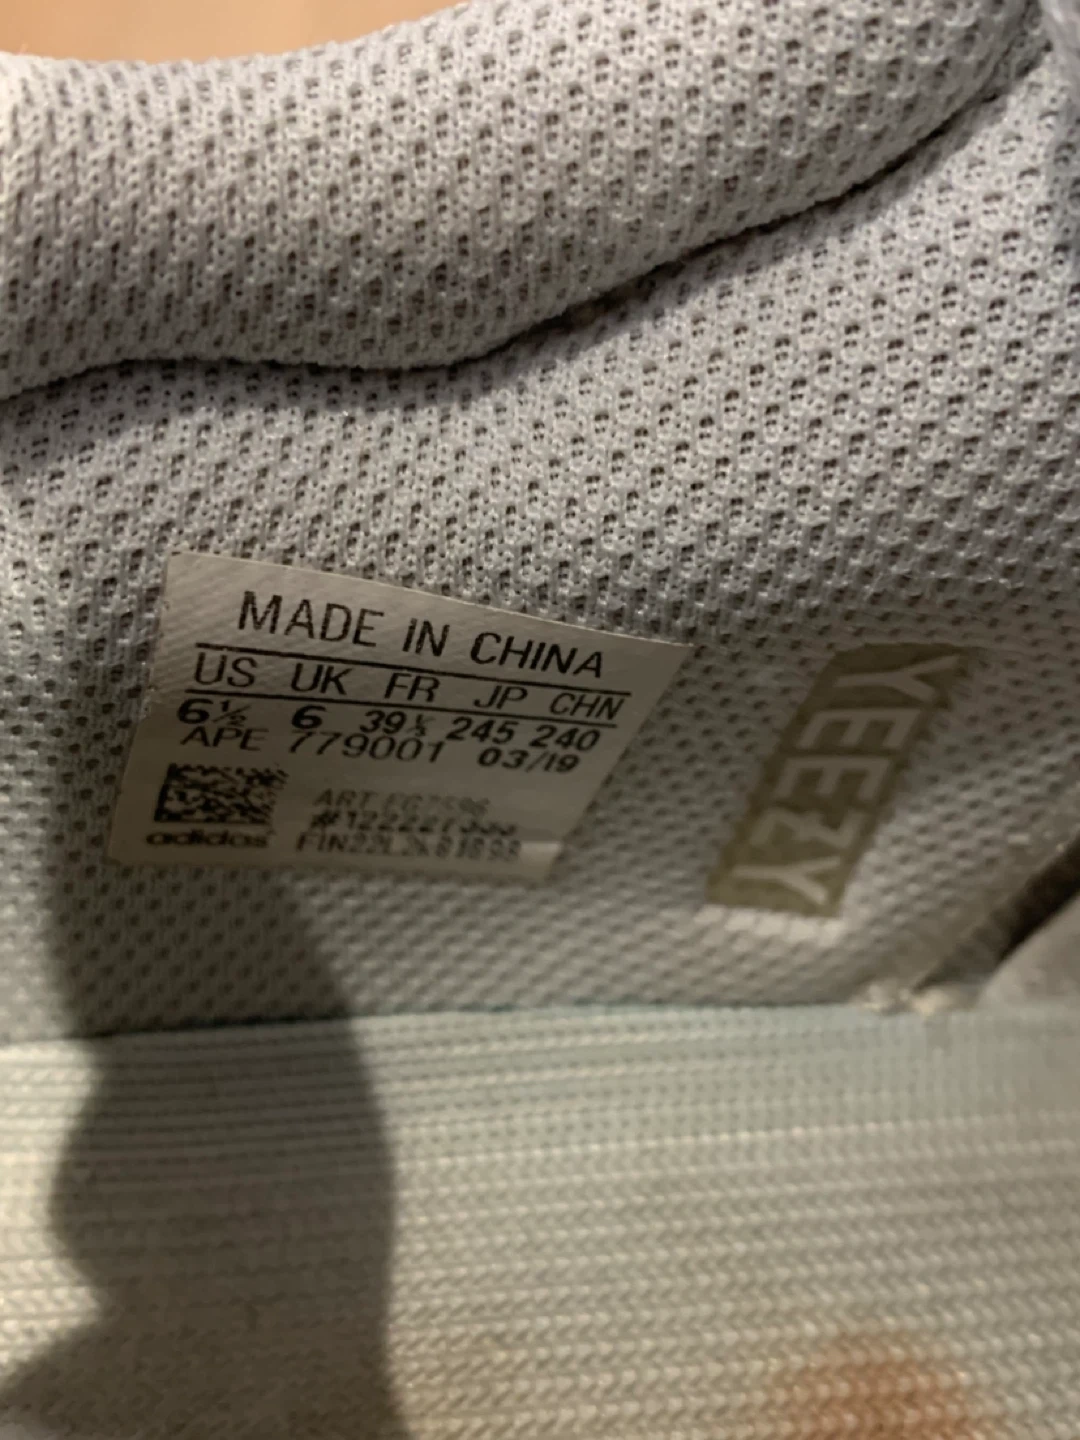 MADE IN CHINA
US UK FR JP CHN
6½ 6 39⅓ 245 240
APE 779001 03/19
ART
adidas
YEEZY